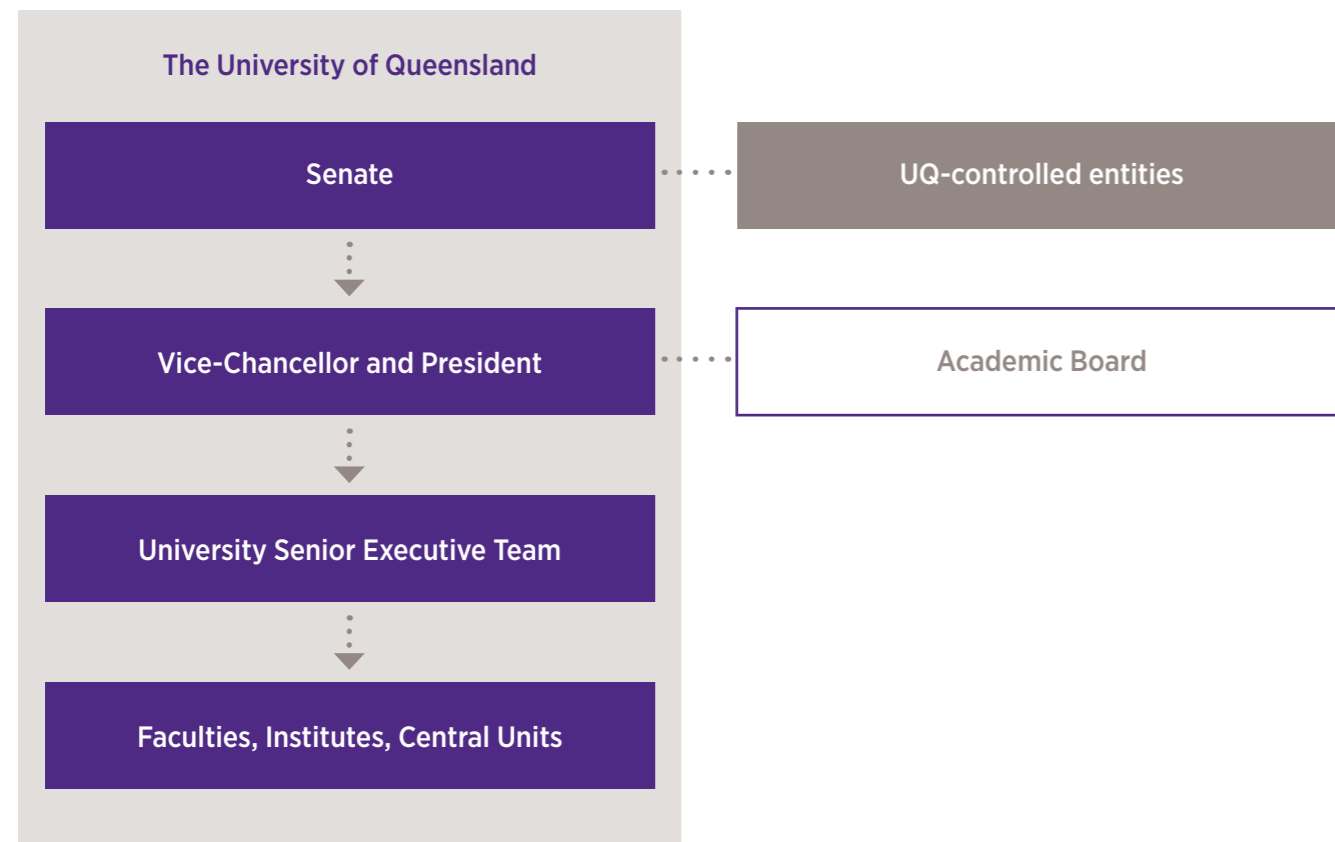 The University of Queensland
Senate
UQ-controlled entities
Vice-Chancellor and President
Academic Board
University Senior Executive Team
Faculties, Institutes, Central Units